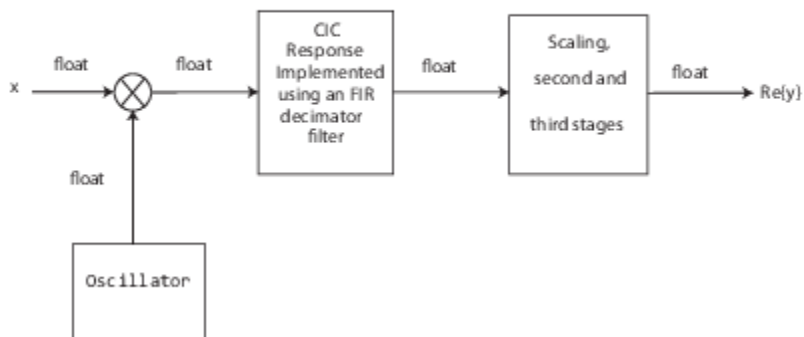 x
float
float
CIC
Response
Implemented
using an FIR
decimator
filter
float
Scaling,
second and
third stages
float
Re{y}
float
Oscillator